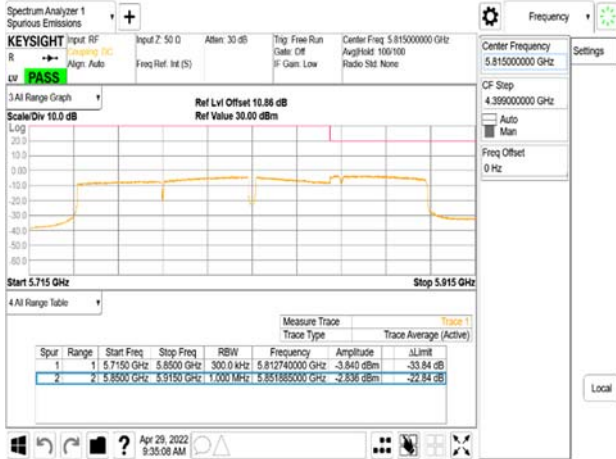 Spectrum Analyzer 1
Spurious Emissions
Frequency
KEYSIGHT
R
LV PASS
Input: RF
Coupling: DC
Align: Auto
Input Z: 50 Ω
Freq Ref: Int (S)
Atten: 30 dB
Trig: Free Run
Gate: Off
IF Gain: Low
Center Freq: 5.815000000 GHz
Avg|Hold: 100/100
Radio Std: None
Center Frequency
5.815000000 GHz
Settings
CF Step
4.399000000 GHz
Auto
Man
Freq Offset
0 Hz
3 All Range Graph
Scale/Div 10.0 dB
Ref Lvl Offset 10.86 dB
Ref Value 30.00 dBm
Log
20.0
10.0
0.00
-10.0
-20.0
-30.0
-40.0
-50.0
-60.0
Start 5.715 GHz
Stop 5.915 GHz
4 All Range Table
Measure Trace Trace 1
Trace Type Trace Average (Active)
Spur Range Start Freq Stop Freq RBW Frequency Amplitude ΔLimit
1 1 5.7150 GHz 5.8500 GHz 300.0 kHz 5.812740000 GHz -3.840 dBm -33.84 dB
2 2 5.8500 GHz 5.9150 GHz 1.000 MHz 5.851885000 GHz -2.836 dBm -22.84 dB
Local
?
Apr 29, 2022
9:35:08 AM